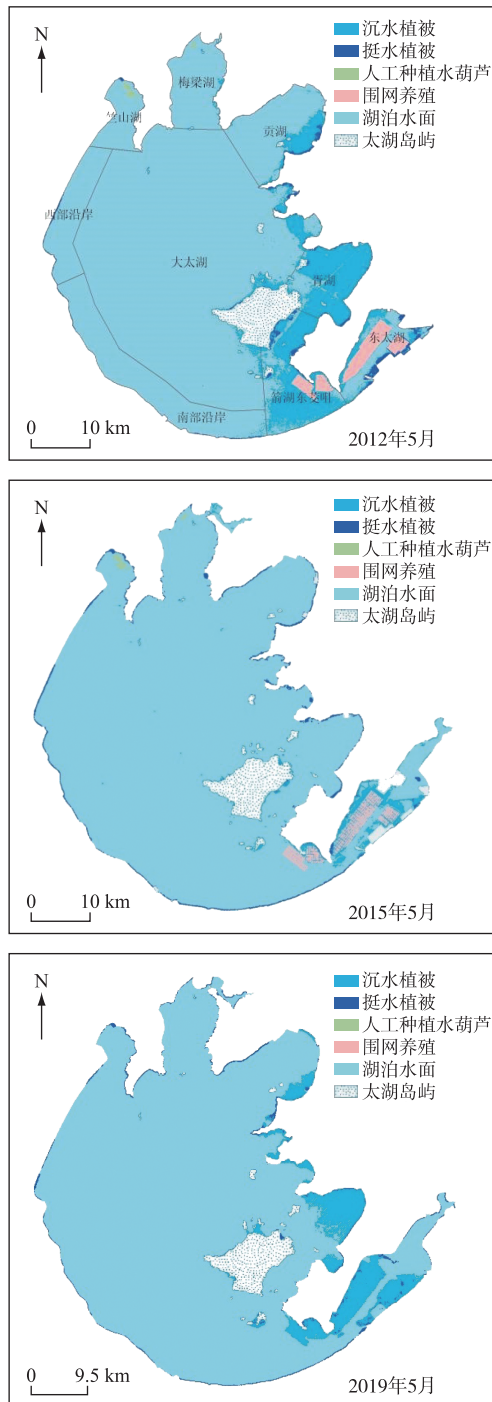 N
沉水植被
挺水植被
人工种植水葫芦
围网养殖
湖泊水面
太湖岛屿
梅梁湖
竺山湖
贡湖
西部沿岸
大太湖
胥湖
东太湖
箭湖东茭咀
南部沿岸
0 10 km
2012年5月
N
沉水植被
挺水植被
人工种植水葫芦
围网养殖
湖泊水面
太湖岛屿
0 10 km
2015年5月
N
沉水植被
挺水植被
人工种植水葫芦
围网养殖
湖泊水面
太湖岛屿
0 9.5 km
2019年5月